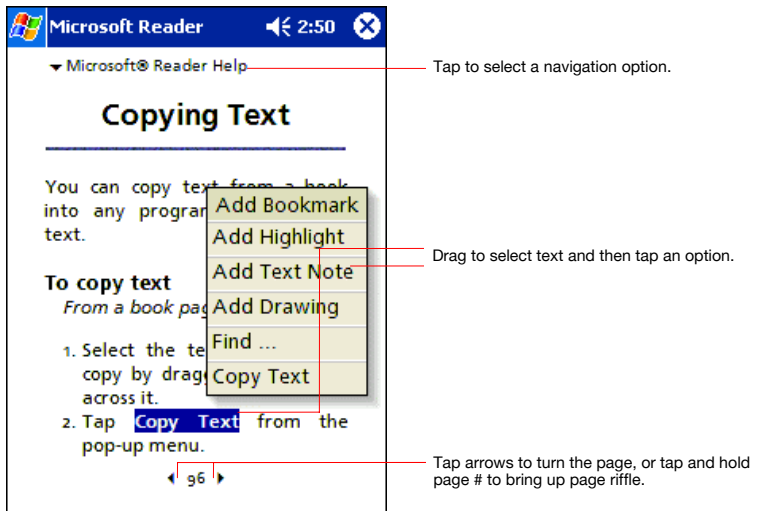 Microsoft Reader 2:50
Microsoft® Reader Help
Tap to select a navigation option.
Copying Text
You can copy text from a book
into any program
text.
Add Bookmark
Add Highlight
Add Text Note
Add Drawing
Find ...
Copy Text
Drag to select text and then tap an option.
To copy text
From a book
1. Select the
copy by
across it.
2. Tap Copy Text from the
pop-up menu.
96
Tap arrows to turn the page, or tap and hold
page # to bring up page riffle.